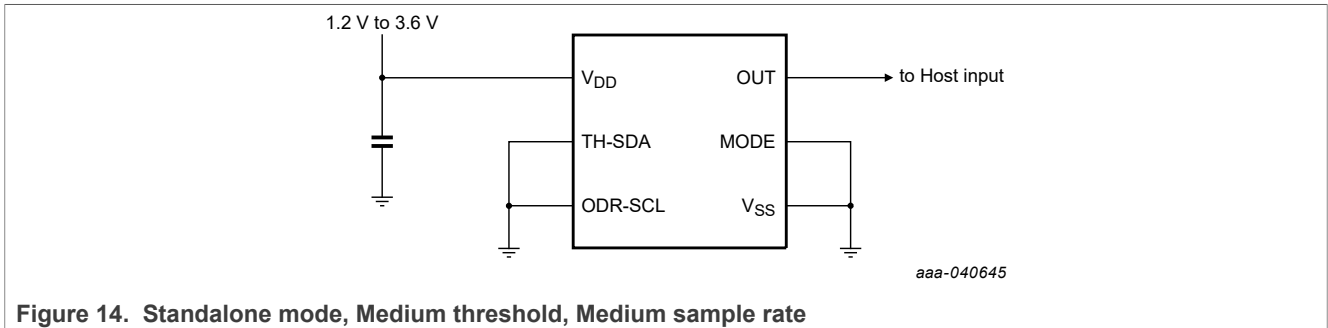 1.2 V to 3.6 V
VDD
OUT
to Host input
TH-SDA
MODE
ODR-SCL
VSS
aaa-040645
Figure 14. Standalone mode, Medium threshold, Medium sample rate